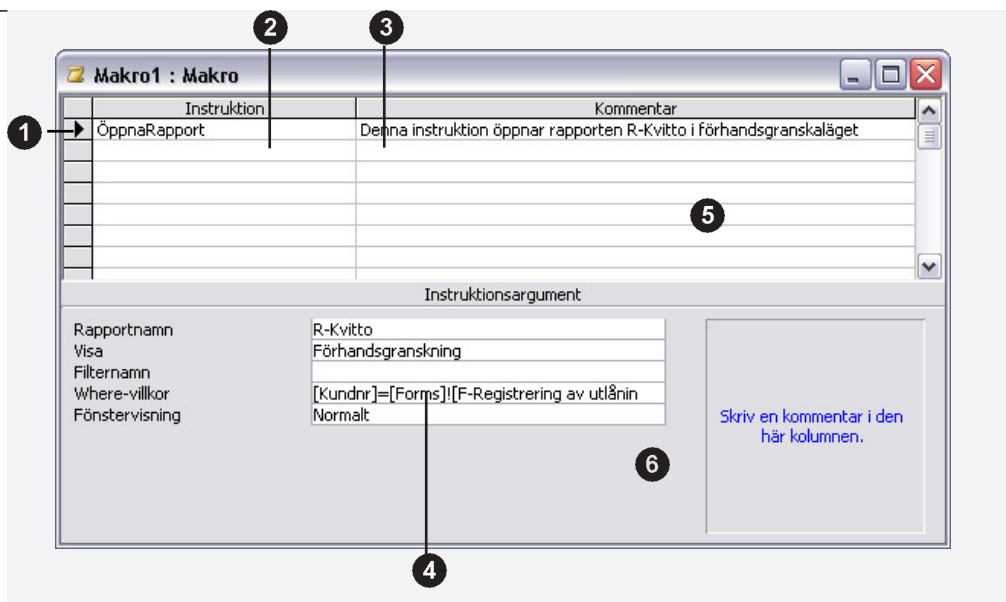 2 3
Makro1 : Makro
Instruktion Kommentar
1 ÖppnaRapport Denna instruktion öppnar rapporten R-Kvitto i förhandsgranskaläget
5
Instruktionsargument
Rapportnamn R-Kvitto
Visa Förhandsgranskning
Filternamn
Where-villkor [Kundnr]=[Forms]![F-Registrering av utlånin
Fönstervisning Normalt
Skriv en kommentar i den
här kolumnen.
6
4